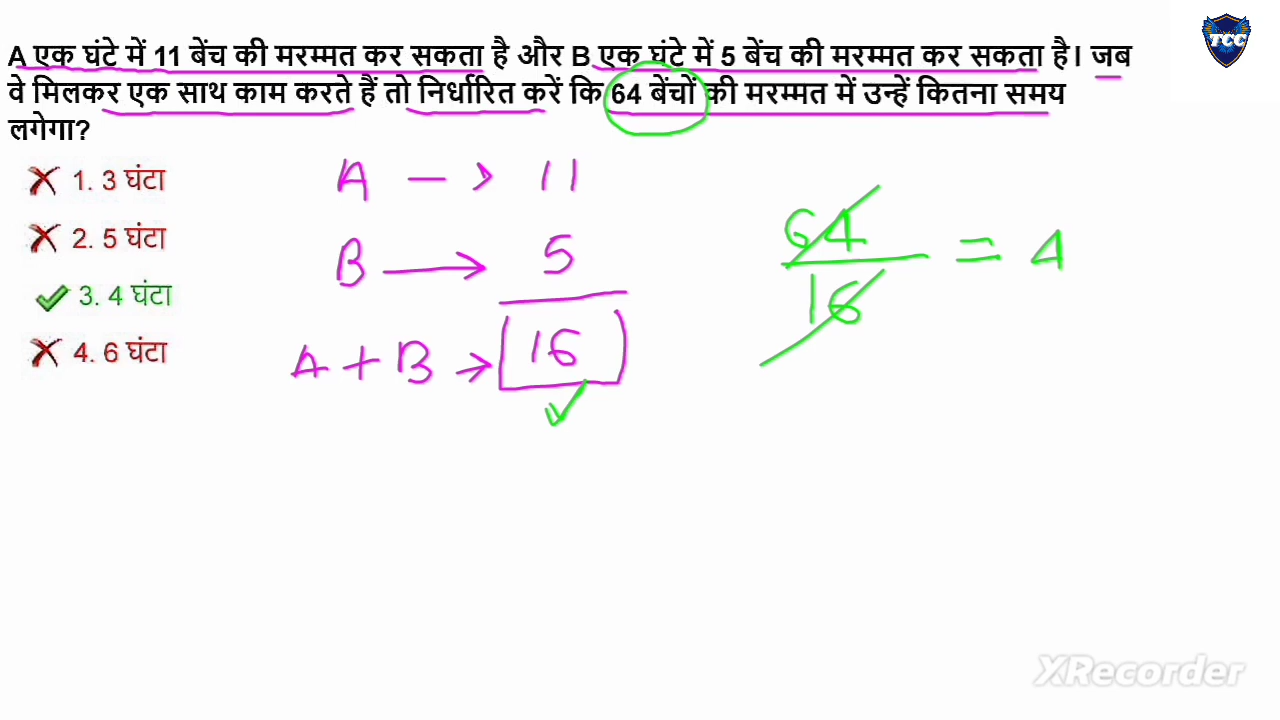 TCC
A एक घंटे में 11 बेंच की मरम्मत कर सकता है और B एक घंटे में 5 बेंच की मरम्मत कर सकता है। जब
वे मिलकर एक साथ काम करते हैं तो निर्धारित करें कि 64 बेंचों की मरम्मत में उन्हें कितना समय
लगेगा?
1. 3 घंटा
2. 5 घंटा
3. 4 घंटा
4. 6 घंटा
A → 11
B → 5
A + B → 16
64
16
= 4
XRecorder